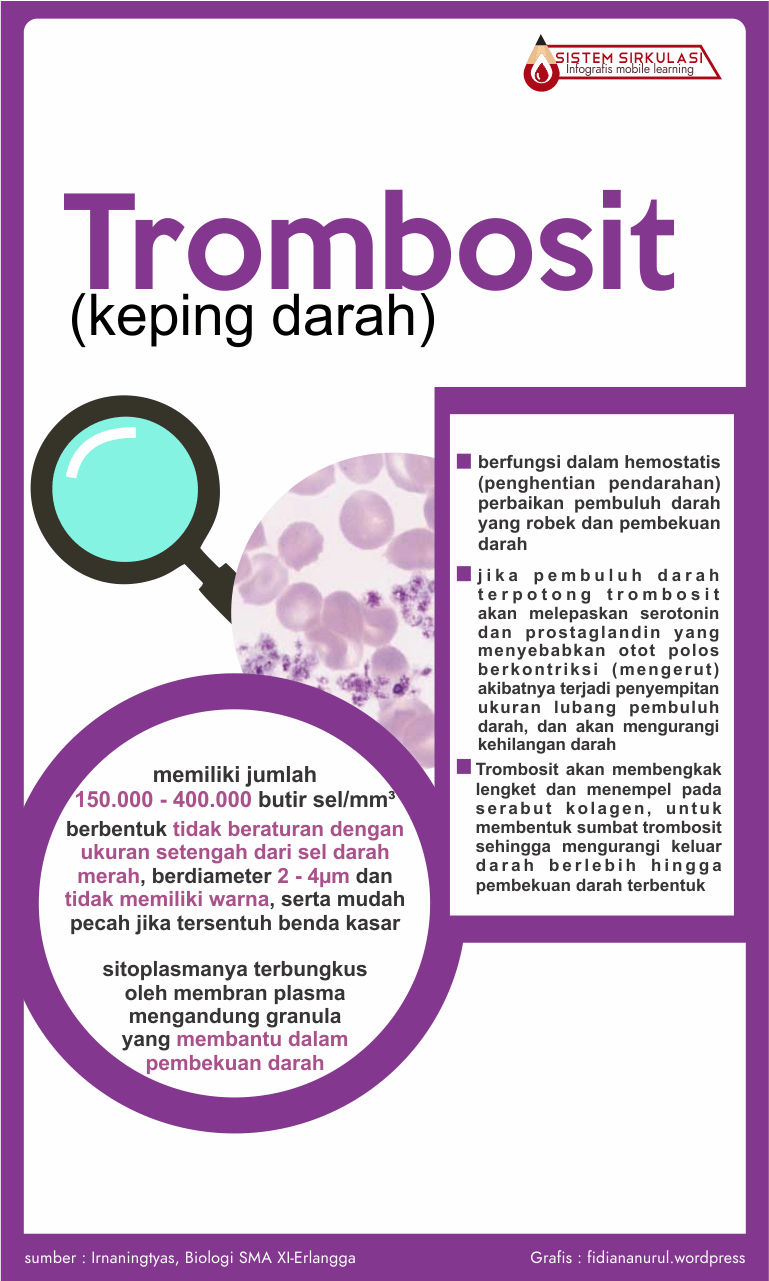 SISTEM SIRKULASI
Infografis mobile learning
Trombosit
(keping darah)
berfungsi dalam hemostatis
(penghentian pendarahan)
perbaikan pembuluh darah
yang robek dan pembekuan
darah
jika pembuluh darah
terpotong trombosit
akan melepaskan serotonin
dan prostaglandin yang
menyebabkan otot polos
berkontriksi (mengerut)
akibatnya terjadi penyempitan
ukuran lubang pembuluh
darah, dan akan mengurangi
kehilangan darah
Trombosit akan membengkak
lengket dan menempel pada
serabut kolagen, untuk
membentuk sumbat trombosit
sehingga mengurangi keluar
darah berlebih hingga
pembekuan darah terbentuk
memiliki jumlah
150.000 - 400.000 butir sel/mm³
berbentuk tidak beraturan dengan
ukuran setengah dari sel darah
merah, berdiameter 2 - 4µm dan
tidak memiliki warna, serta mudah
pecah jika tersentuh benda kasar
sitoplasmanya terbungkus
oleh membran plasma
mengandung granula
yang membantu dalam
pembekuan darah
sumber : Irnaningtyas, Biologi SMA XI-Erlangga
Grafis : fidiananurul.wordpress